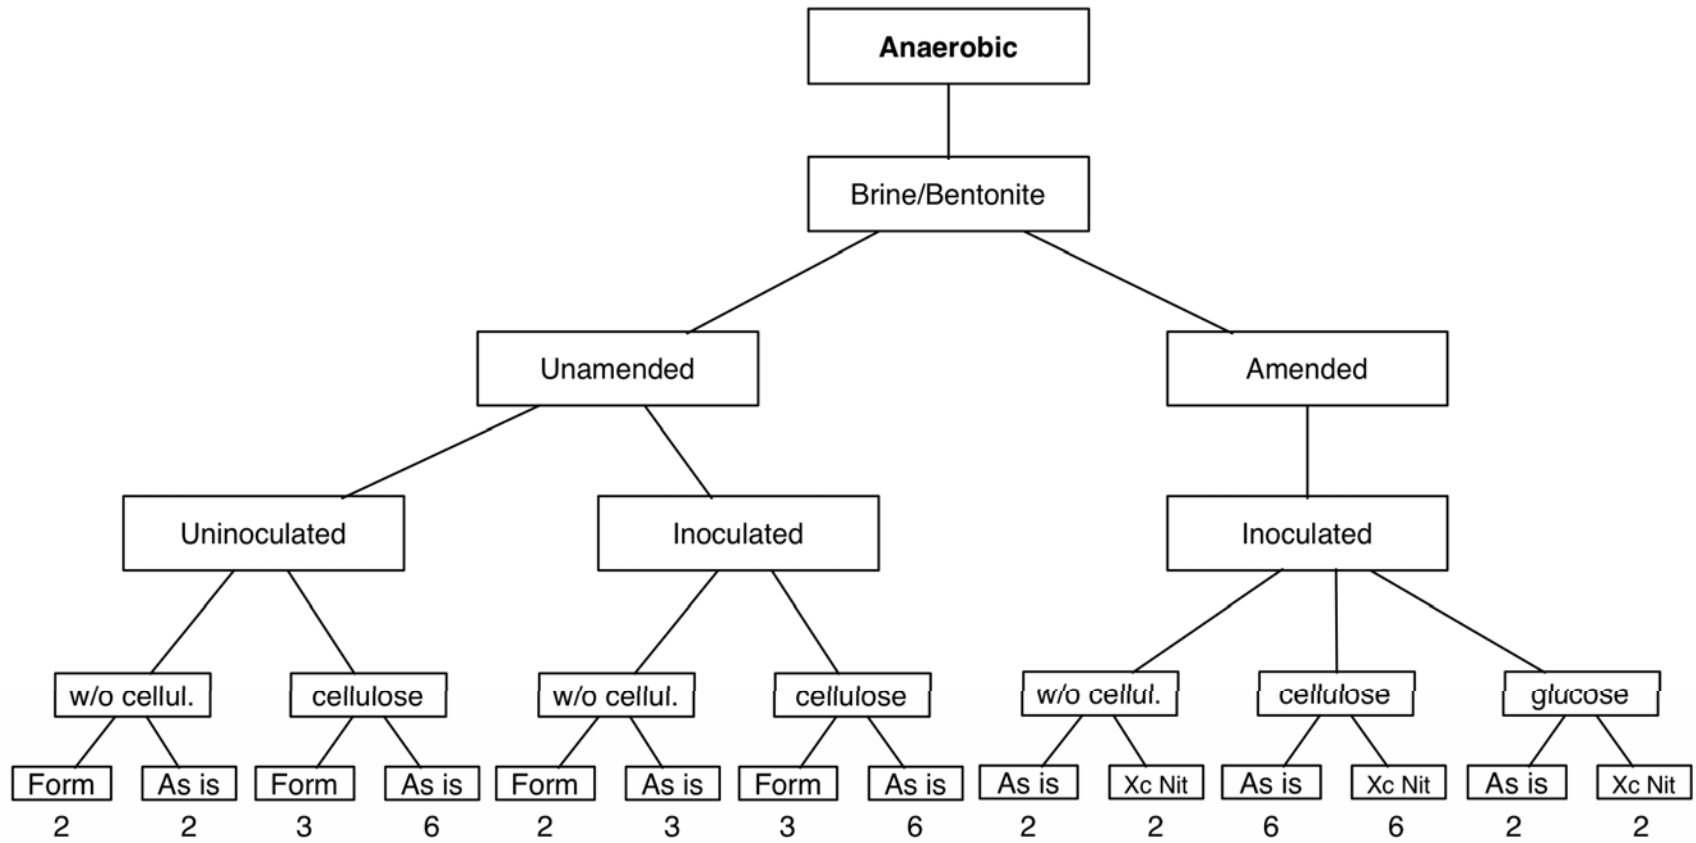 Anaerobic
Brine/Bentonite
Unamended Amended
Uninoculated Inoculated Inoculated
w/o cellul. cellulose w/o cellul. cellulose w/o cellul. cellulose glucose
Form As is Form As is Form As is Form As is As is Xc Nit As is Xc Nit As is Xc Nit
2 2 3 6 2 3 3 6 2 2 6 6 2 2